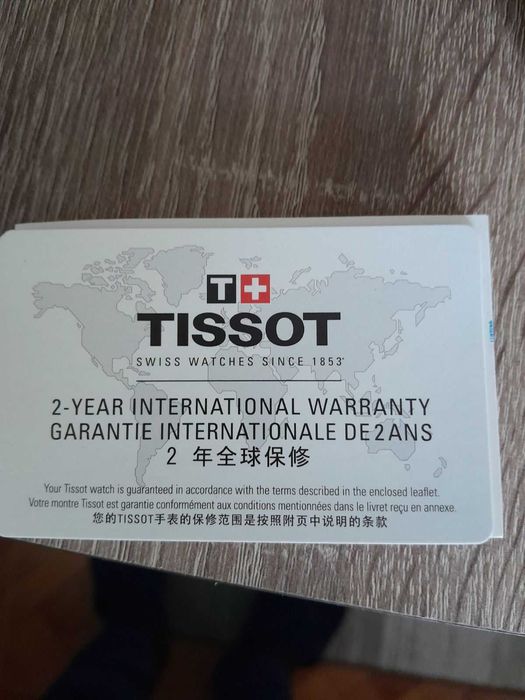 T+
TISSOT
SWISS WATCHES SINCE 1853
2-YEAR INTERNATIONAL WARRANTY
GARANTIE INTERNATIONALE DE 2 ANS
2 年全球保修
Your Tissot watch is guaranteed in accordance with the terms described in the enclosed leaflet.
Votre montre Tissot est garantie conformément aux conditions mentionnées dans le livret reçu en annexe.
您的TISSOT手表的保修范围是按照附页中说明的条款